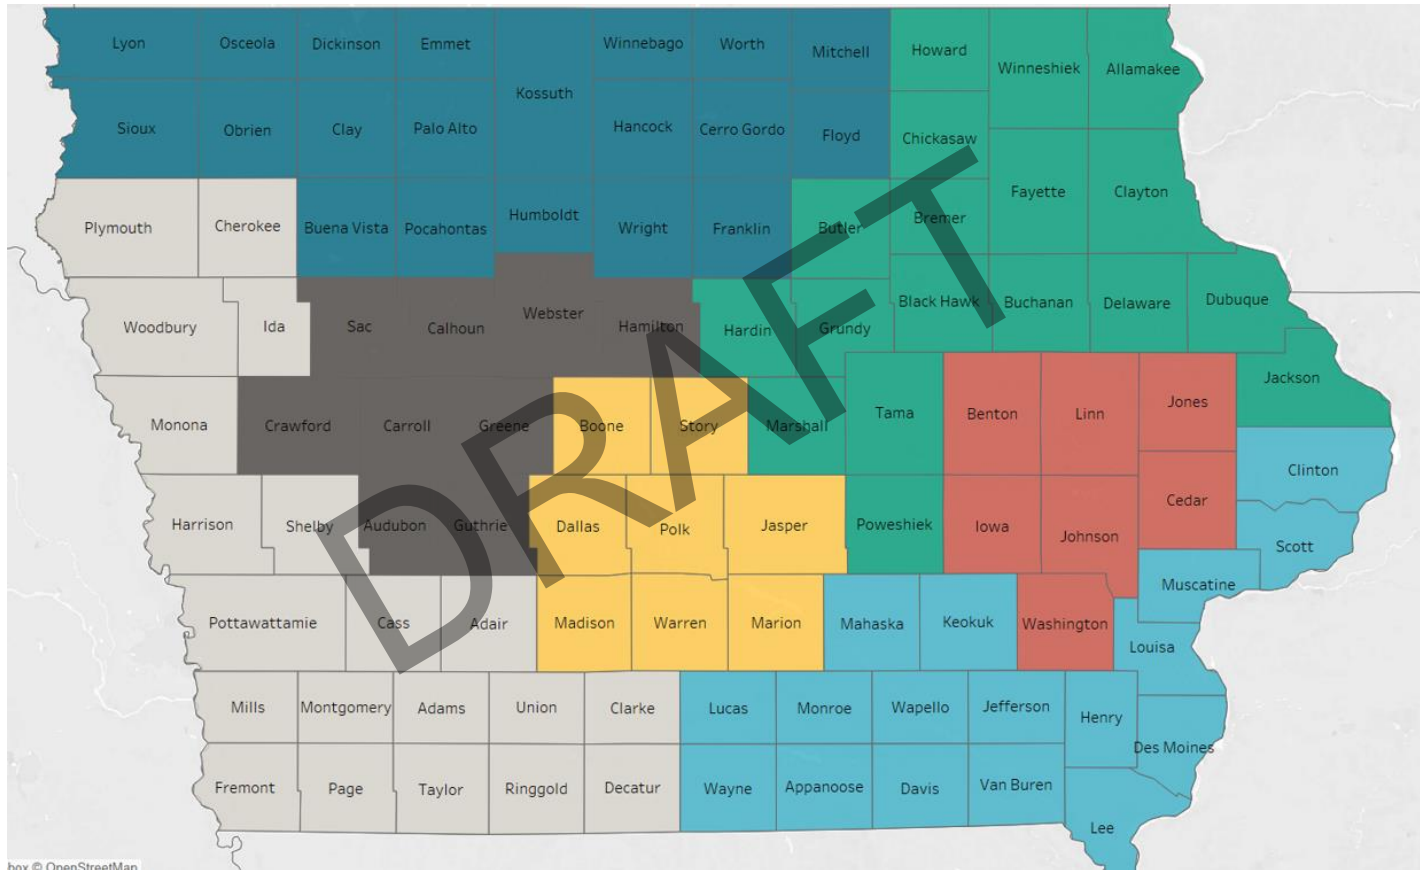 Lyon Osceola Dickinson Emmet Winnebago Worth Mitchell Howard
Winneshiek Allamakee
Kossuth
Sioux Obrien Clay Palo Alto Hancock Cerro Gordo Floyd Chickasaw
Fayette Clayton
Plymouth Cherokee Buena Vista Pocahontas Humboldt Wright Franklin Butler Bremer
Woodbury Ida Sac Calhoun Webster Hamilton Hardin Grundy Black Hawk Buchanan Delaware Dubuque
Jackson
Monona Crawford Carroll Greene Boone Story Marshall Tama Benton Linn Jones
Clinton
Harrison Shelby Audubon Guthrie Dallas Polk Jasper Poweshiek Iowa Johnson Cedar Scott
Muscatine
Pottawattamie Cass Adair Madison Warren Marion Mahaska Keokuk Washington
Louisa
Mills Montgomery Adams Union Clarke Lucas Monroe Wapello Jefferson Henry
Des Moines
Fremont Page Taylor Ringgold Decatur Wayne Appanoose Davis Van Buren
Lee
DRAFT
box © OpenStreetMap